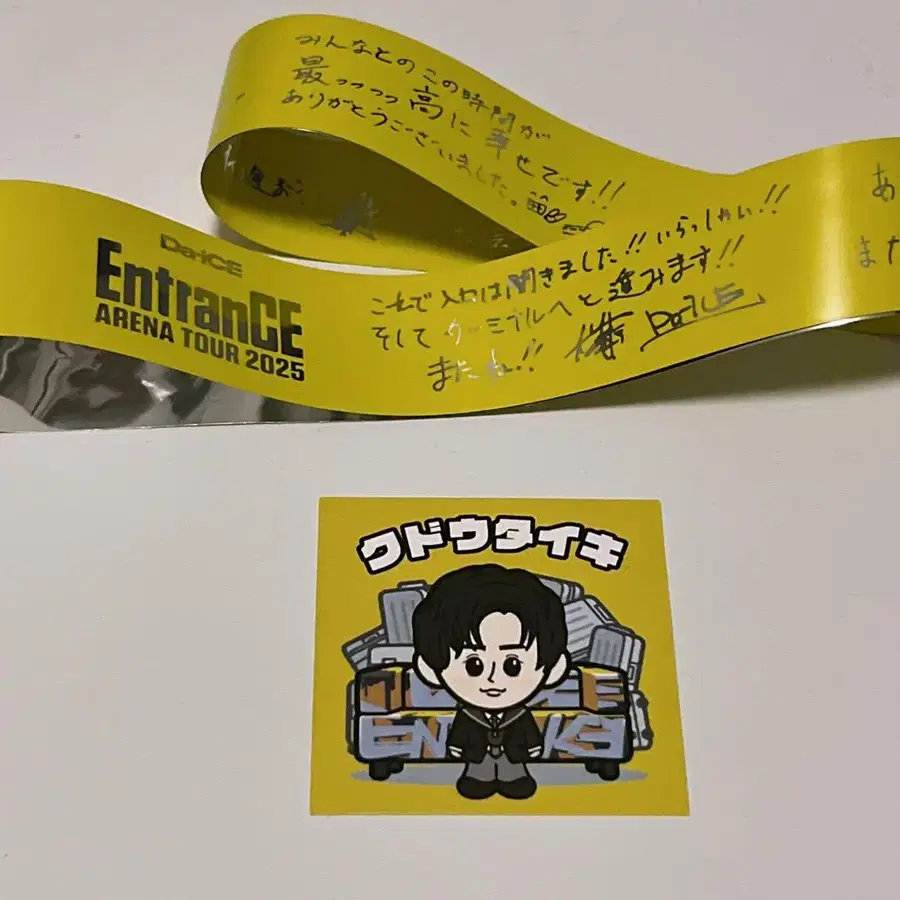 みんなとのこの時間が
最っっっっ高に幸せです!!
ありがとうございました。
Da-iCE
EntranCE
ARENA TOUR 2025
これで入口は開きました!!いらっしゃい!!
そしてターミナルへと進みます!!
またね!!
あ
また
クドウタイキ